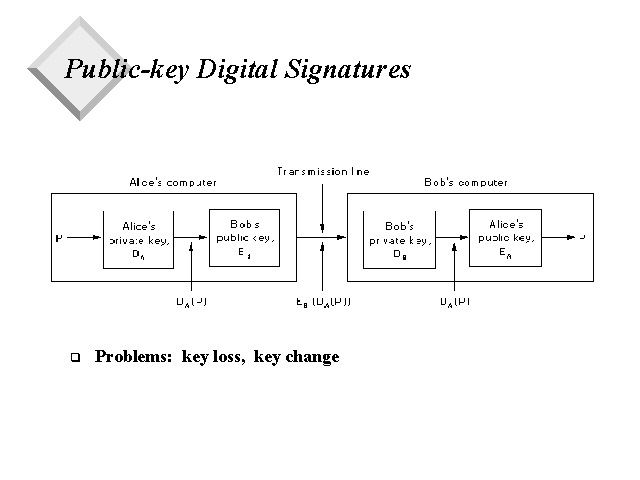 Public-key Digital Signatures
Transmission line
Alice's computer
Bob's computer
P
Alice's
private key,
D_A
Bob's
public key,
E_B
Bob's
private key,
D_B
Alice's
public key,
E_A
D_A (P)
E_B (D_A (P))
D_A (P)
❑ Problems: key loss, key change